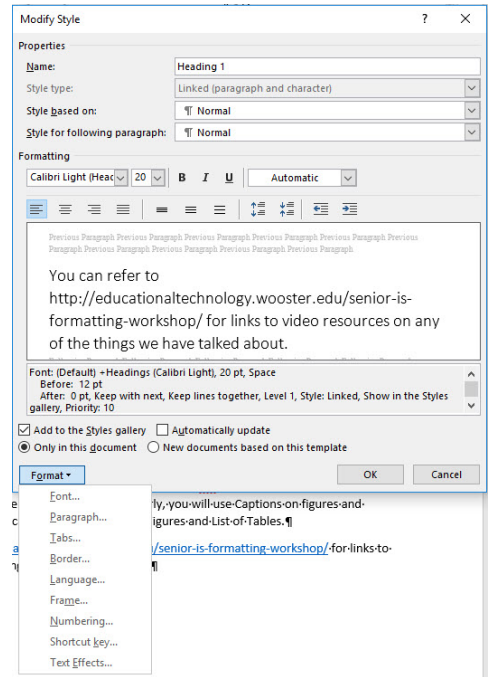 Modify Style ? ×
Properties
Name: Heading 1
Style type: Linked (paragraph and character)
Style based on: ¶ Normal
Style for following paragraph: ¶ Normal
Formatting
Calibri Light (Head 20 B I U Automatic
Previous Paragraph Previous Paragraph Previous Paragraph Previous Paragraph Previous Paragraph Previous
Paragraph Previous Paragraph Previous Paragraph Previous Paragraph Previous Paragraph
You can refer to
http://educationaltechnology.wooster.edu/senior-is-
formatting-workshop/ for links to video resources on any
of the things we have talked about.
Font: (Default) +Headings (Calibri Light), 20 pt, Space
Before: 12 pt
After: 0 pt, Keep with next, Keep lines together, Level 1, Style: Linked, Show in the Styles
gallery, Priority: 10
Add to the Styles gallery Automatically update
Only in this document New documents based on this template
Format OK Cancel
Font...
Paragraph...
Tabs...
Border...
Language...
Frame...
Numbering...
Shortcut key...
Text Effects...
rly,·you·will·use·Captions·on·figures·and·
igures·and·List·of·Tables.¶
/senior-is-formatting-workshop/·for·links·to·
¶